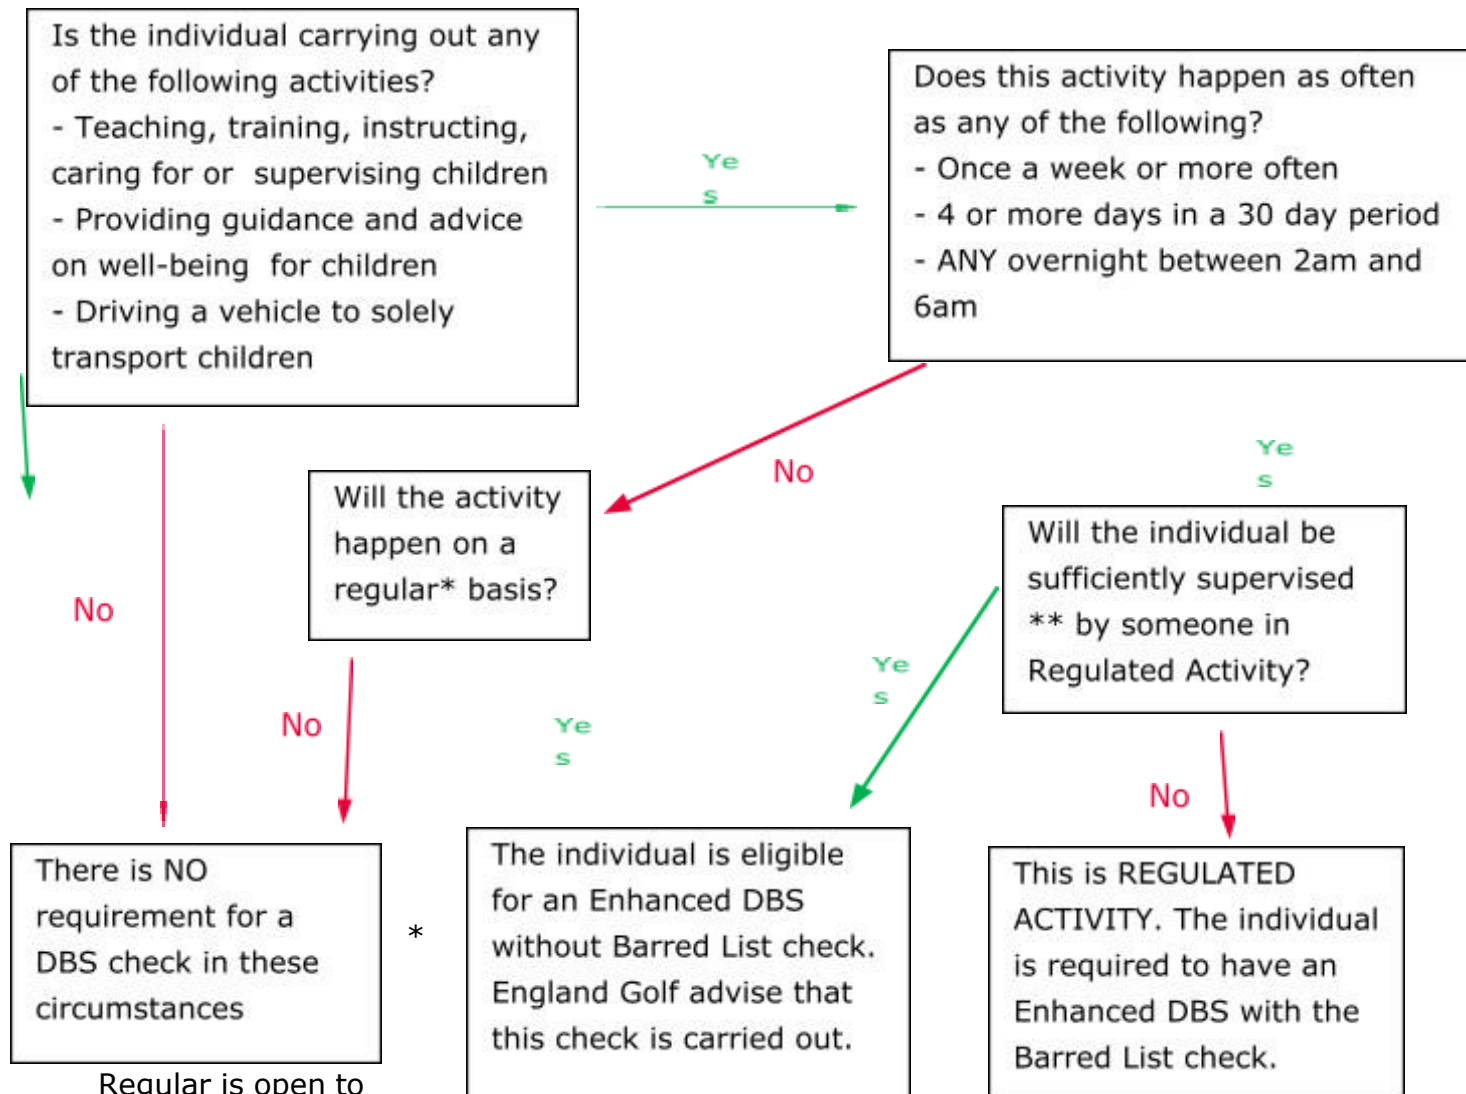 Is the individual carrying out any
of the following activities?
- Teaching, training, instructing,
caring for or supervising children
- Providing guidance and advice
on well-being for children
- Driving a vehicle to solely
transport children
Ye
s
Does this activity happen as often
as any of the following?
- Once a week or more often
- 4 or more days in a 30 day period
- ANY overnight between 2am and
6am
No
Will the activity
happen on a
regular* basis?
No
Ye
s
Will the individual be
sufficiently supervised
** by someone in
Regulated Activity?
Ye
s
No
Ye
s
No
There is NO
requirement for a
DBS check in these
circumstances
*
The individual is eligible
for an Enhanced DBS
without Barred List check.
England Golf advise that
this check is carried out.
This is REGULATED
ACTIVITY. The individual
is required to have an
Enhanced DBS with the
Barred List check.
Regular is open to